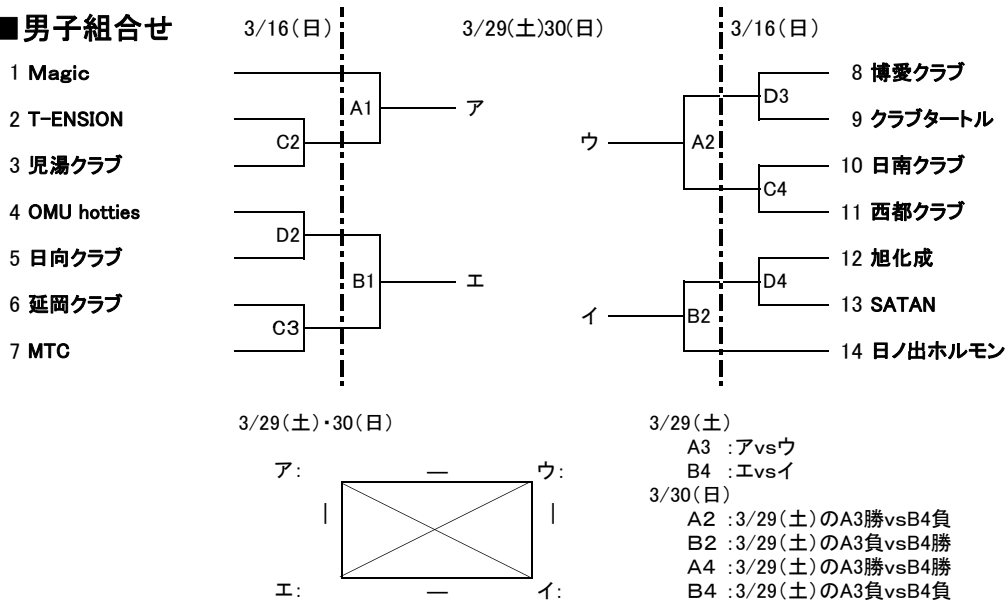 ■男子組合せ
3/16(日)
3/29(土)30(日)
3/16(日)
1 Magic
2 T-ENSION
3 児湯クラブ
4 OMU hotties
5 日向クラブ
6 延岡クラブ
7 MTC
A1
C2
D2
B1
C3
ア
エ
ウ
イ
A2
B2
D3
C4
D4
8 博愛クラブ
9 クラブタートル
10 日南クラブ
11 西都クラブ
12 旭化成
13 SATAN
14 日ノ出ホルモン
3/29(土)・30(日)
ア: ― ウ:
| |
エ: ― イ:
3/29(土)
A3 :アvsウ
B4 :エvsイ
3/30(日)
A2 :3/29(土)のA3勝vsB4負
B2 :3/29(土)のA3負vsB4勝
A4 :3/29(土)のA3勝vsB4勝
B4 :3/29(土)のA3負vsB4負